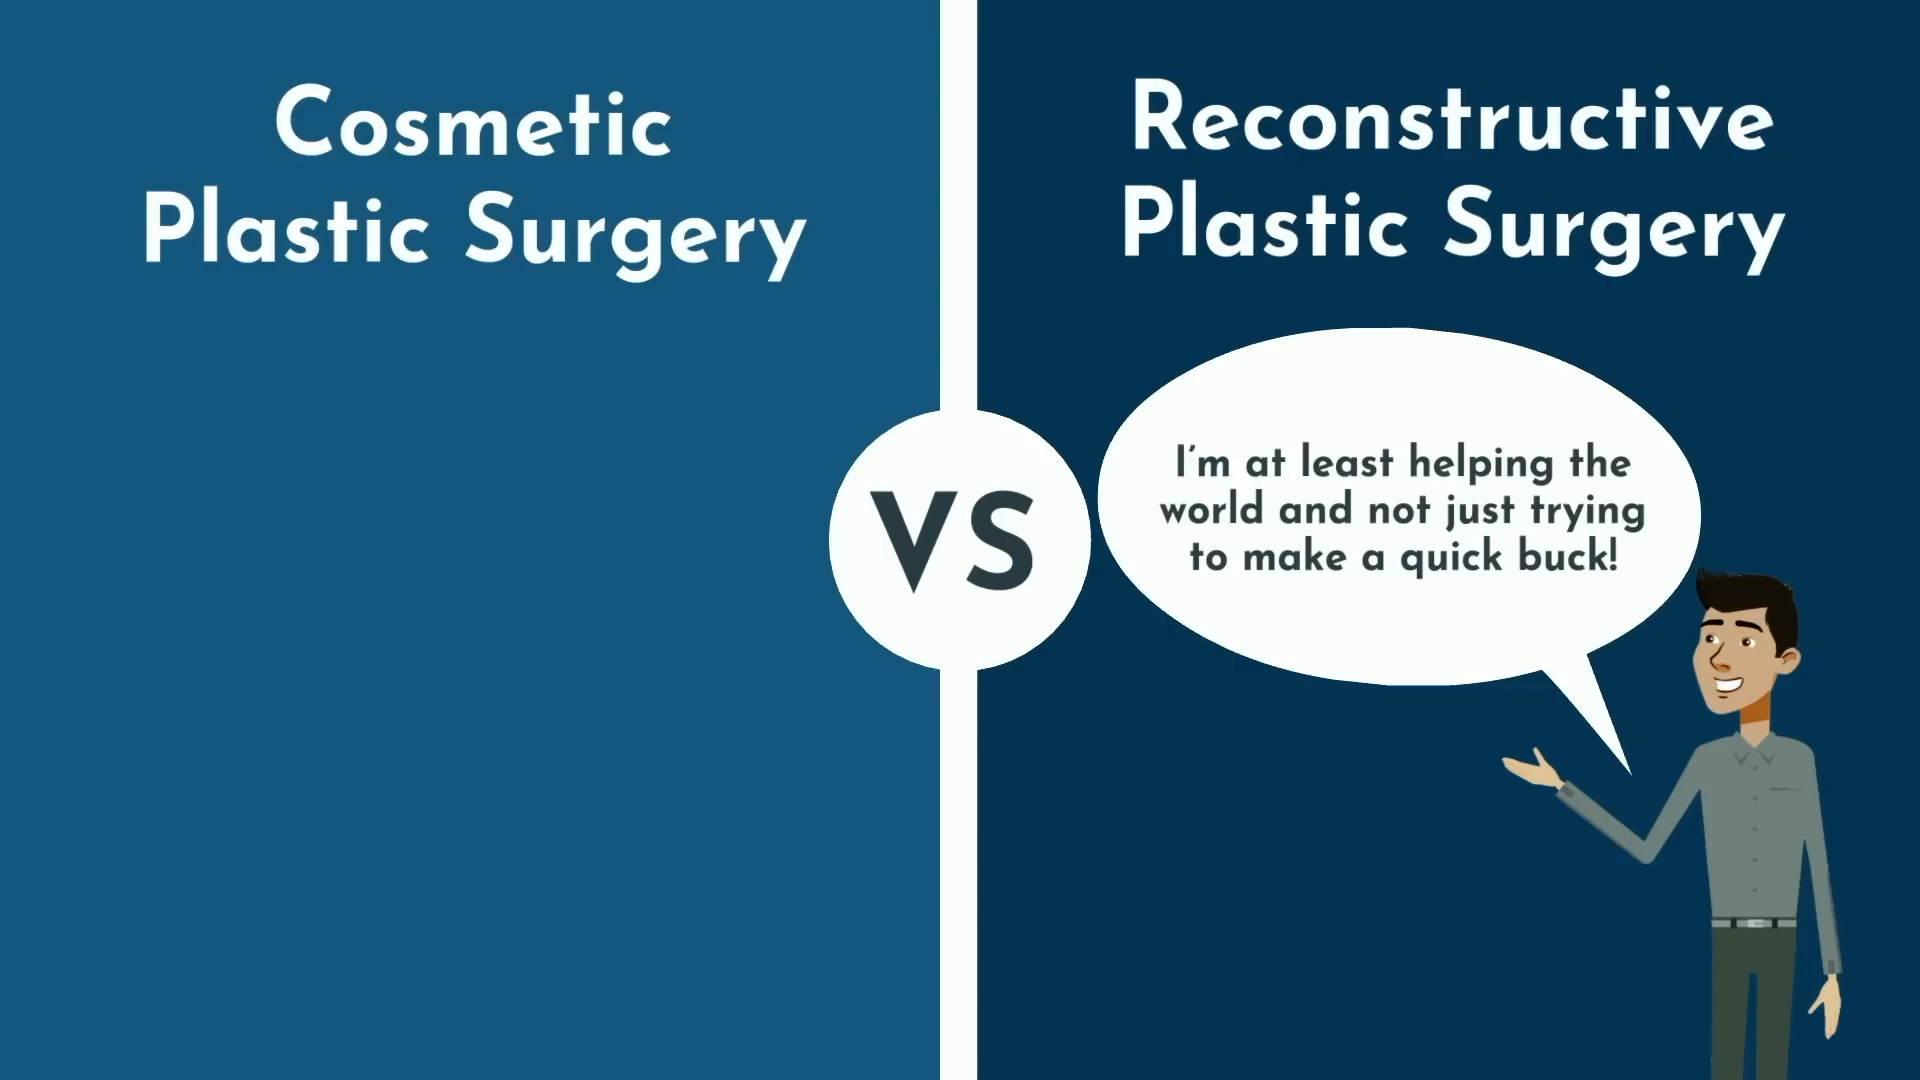 Cosmetic
Plastic Surgery
VS
Reconstructive
Plastic Surgery
I'm at least helping the
world and not just trying
to make a quick buck!